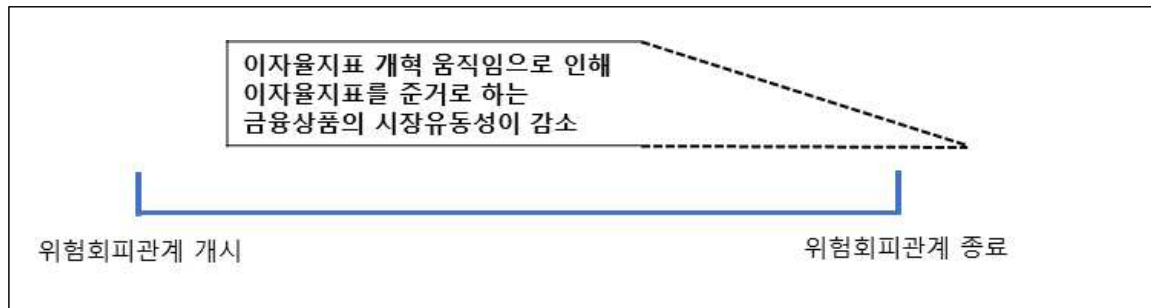 이자율지표 개혁 움직임으로 인해
이자율지표를 준거로 하는
금융상품의 시장유동성이 감소
위험회피관계 개시
위험회피관계 종료